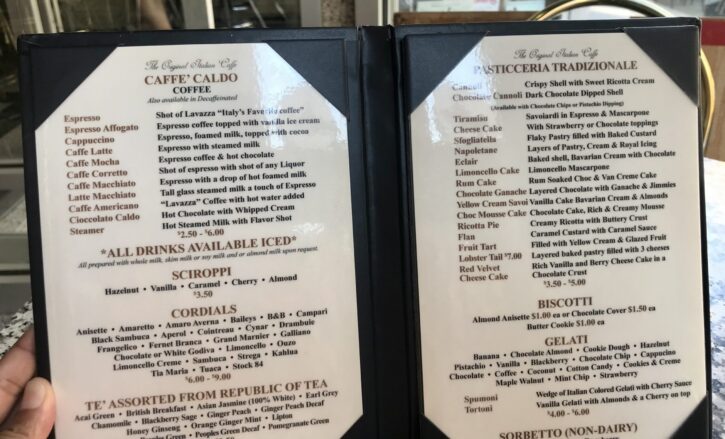 The Original Italian Caffe
CAFFE' CALDO
COFFEE
Also available in Decaffeinated
Espresso Shot of Lavazza "Italy's Favorite coffee"
Espresso Affogato Espresso coffee topped with vanilla ice cream
Cappuccino Espresso, foamed milk, topped with cocoa
Caffe Latte Espresso with steamed milk
Caffe Mocha Espresso coffee & hot chocolate
Caffe Corretto Shot of espresso with shot of any Liquor
Caffe Macchiato Espresso with a drop of hot foamed milk
Latte Macchiato Tall glass steamed milk a touch of Espresso
Caffe Americano "Lavazza" Coffee with hot water added
Cioccolato Caldo Hot Chocolate with Whipped Cream
Steamer Hot Steamed Milk with Flavor Shot
$2.50 - $6.00
*ALL DRINKS AVAILABLE ICED*
All prepared with whole milk, skim milk or soy milk and or almond milk upon request
SCIROPPI
Hazelnut • Vanilla • Caramel • Cherry • Almond
$3.50
CORDIALS
Anisette • Amaretto • Amaro Averna • Baileys • B&B • Campari
Black Sambuca • Aperol • Cointreau • Cynar • Drambuie
Frangelico • Fernet Branca • Grand Marnier • Galliano
Chocolate or White Godiva • Limoncello • Ouzo
Limoncello Creme • Sambuca • Strega • Kahlua
Tia Maria • Tuaca • Stock 84
$6.00 - $9.00
TE' ASSORTED FROM REPUBLIC OF TEA
Acai Green • British Breakfast • Asian Jasmine (100% White) • Earl Grey
Chamomile • Blackberry Sage • Ginger Peach • Ginger Peach Decaf
Honey Ginseng • Orange Ginger Mint • Lipton
Peoples Green • Peoples Green Decaf • Pomegranate Green
The Original Italian Caffe
PASTICCERIA TRADIZIONALE
Cannoli Crispy Shell with Sweet Ricotta Cream
Chocolate Cannoli Dark Chocolate Dipped Shell
(Available with Chocolate Chips or Pistachio Dipping)
Tiramisu Savoiardi in Espresso & Mascarpone
Cheese Cake With Strawberry or Chocolate toppings
Sfogliatella Flaky Pastry filled with Baked Custard
Napoletane Layers of Pastry, Cream & Royal Icing
Eclair Baked shell, Bavarian Cream with Chocolate
Limoncello Cake Limoncello Mascarpone
Rum Cake Rum Soaked Choc & Van Creme Cake
Chocolate Ganache Layered Chocolate with Ganache & Jimmies
Yellow Cream Savoi Vanilla Cake Bavarian Cream & Almonds
Choc Mousse Cake Chocolate Cake, Rich & Creamy Mousse
Ricotta Pie Creamy Ricotta with Buttery Crust
Flan Caramel Custard with Caramel Sauce
Fruit Tart Filled with Yellow Cream & Glazed Fruit
Lobster Tail $7.00 Layered baked pastry filled with 3 cheeses
Red Velvet Rich Vanilla and Berry Cheese Cake in a
Cheese Cake Chocolate Crust
$3.50 - $5.00
BISCOTTI
Almond Anisette $1.00 ea or Chocolate Cover $1.50 ea
Butter Cookie $1.00 ea
GELATI
Banana • Chocolate Almond • Cookie Dough • Hazelnut
Pistachio • Vanilla • Blackberry • Chocolate Chip • Cappucino
Chocolate • Coffee • Coconut • Cotton Candy • Cookies & Creme
Maple Walnut • Mint Chip • Strawberry
Spumoni Wedge of Italian Colored Gelati with Cherry Sauce
Tortoni Vanilla Gelati with Almonds & a Cherry on top
$4.00 - $6.00
SORBETTO (NON-DAIRY)